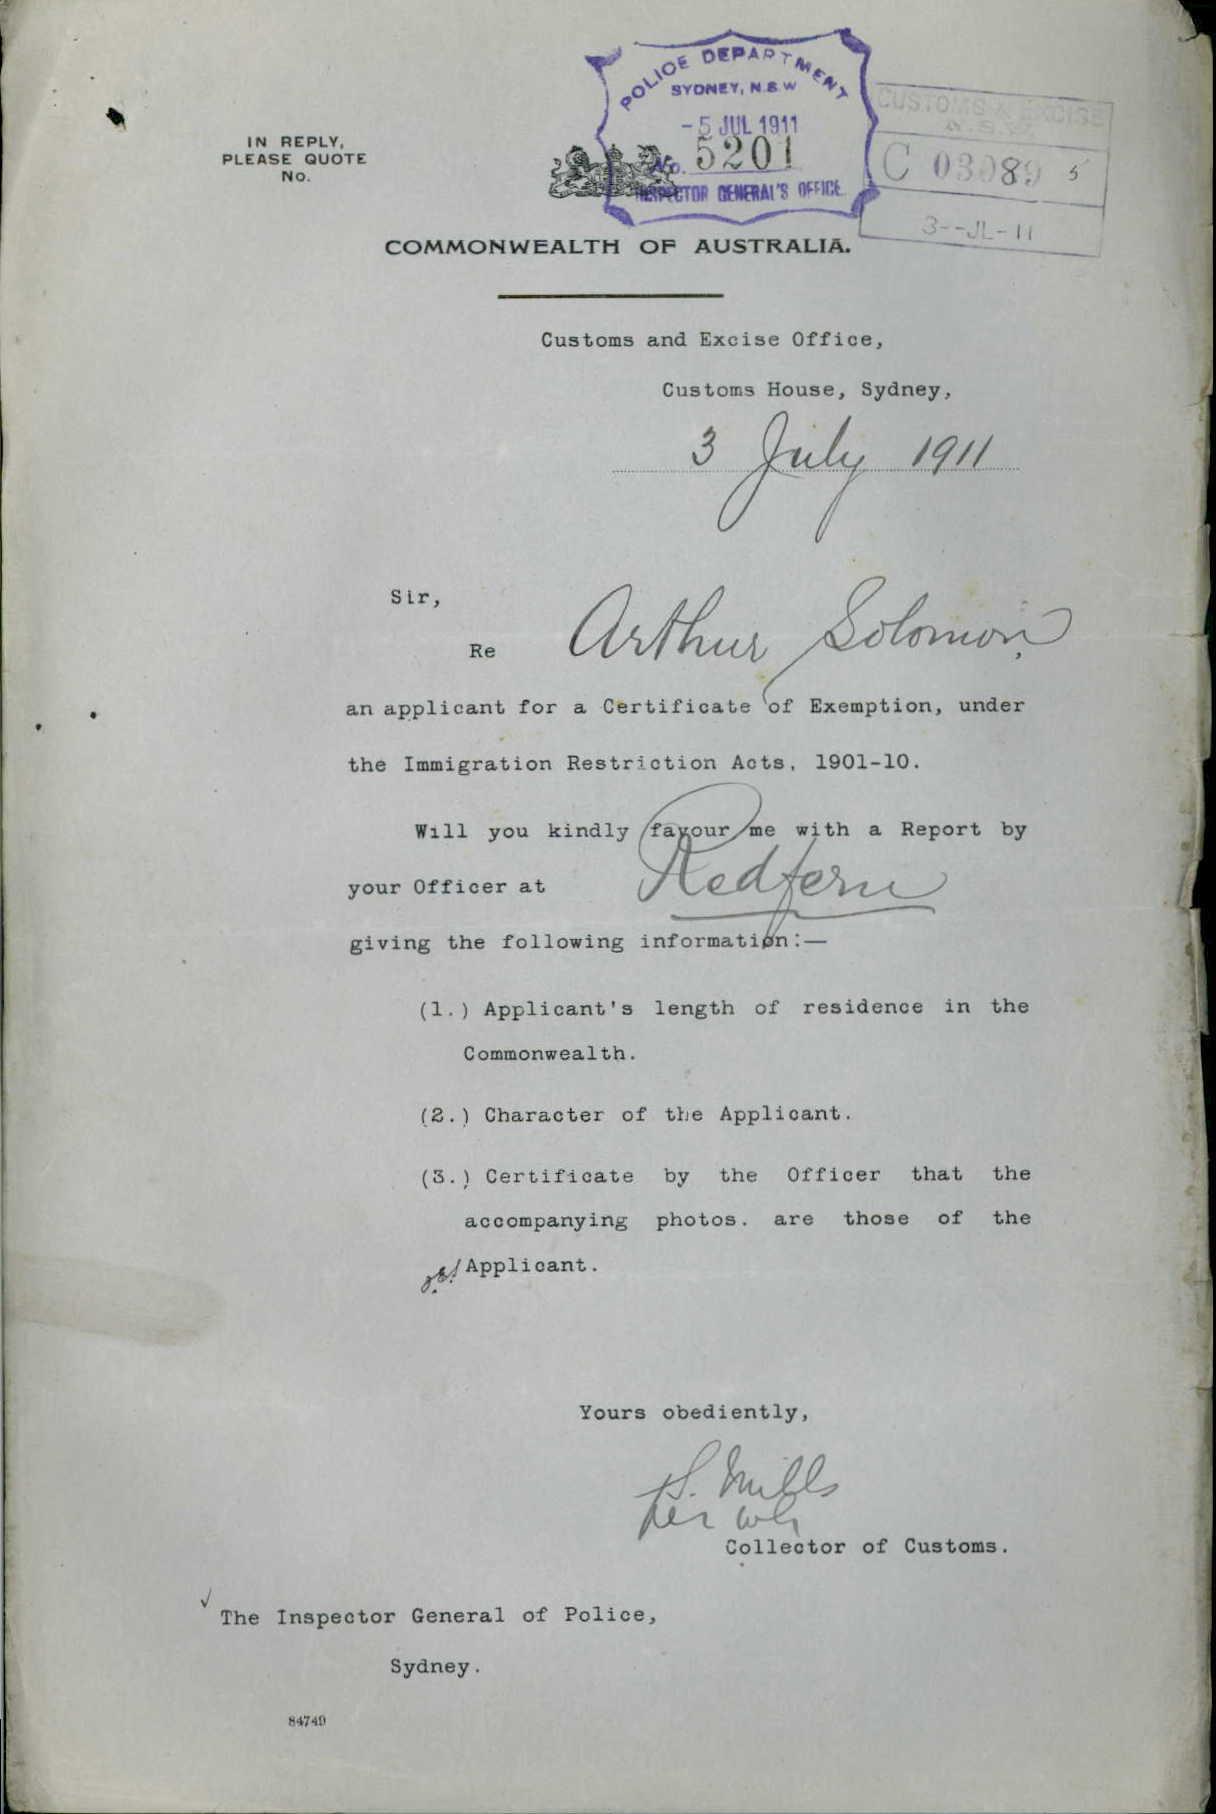 POLICE DEPARTMENT
SYDNEY, N.S.W
- 5 JUL 1911
No. 5201
INSPECTOR GENERAL'S OFFICE.
CUSTOMS & EXCISE
N.S.W.
C 03089 5
3--JL-11
IN REPLY,
PLEASE QUOTE
No.
COMMONWEALTH OF AUSTRALIA.
Customs and Excise Office,
Customs House, Sydney,
3 July 1911
Sir,
Re Arthur Solomon,
an applicant for a Certificate of Exemption, under
the Immigration Restriction Acts, 1901-10.
Will you kindly favour me with a Report by
your Officer at Redfern
giving the following information:—
(1.) Applicant's length of residence in the
Commonwealth.
(2.) Character of the Applicant.
(3.) Certificate by the Officer that the
accompanying photos. are those of the
Applicant.
Yours obediently,
S. Mills
per
Collector of Customs.
The Inspector General of Police,
Sydney.
84749